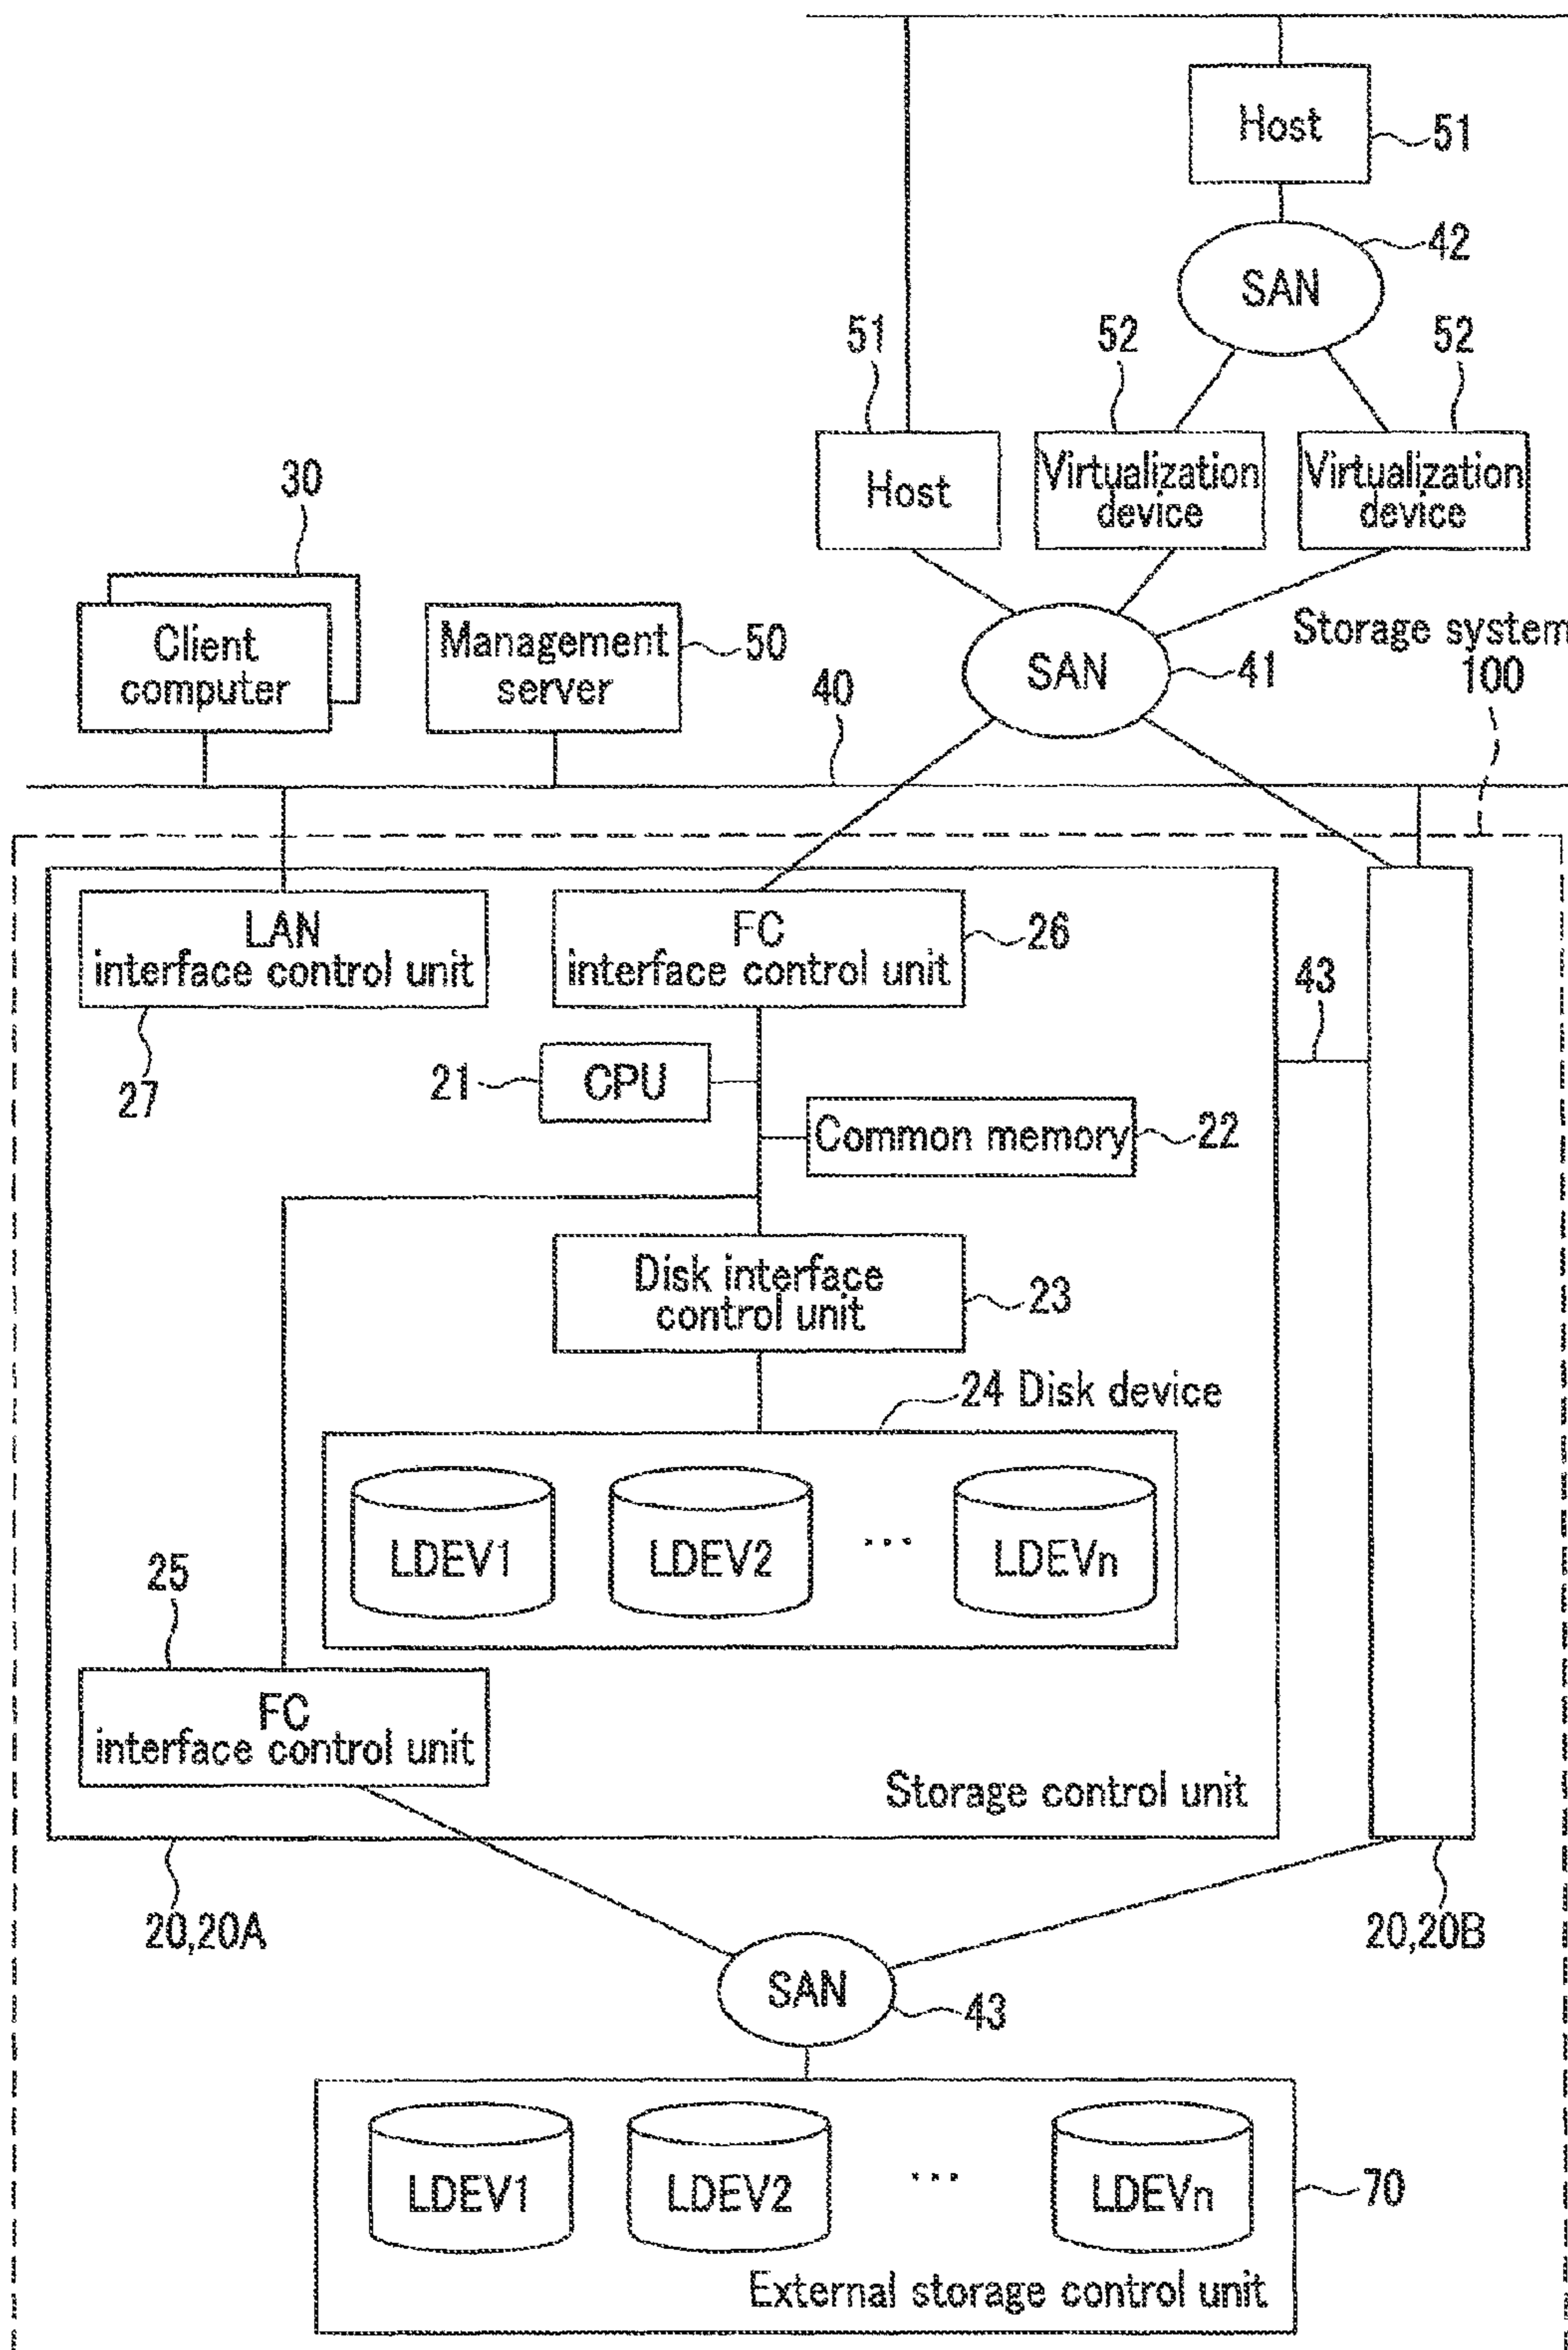 Host
51
42
SAN
51
52
52
Host
Virtualization
device
Virtualization
device
30
Client
computer
Management
server
50
SAN
41
Storage system
100
40
LAN
interface control unit
27
FC
interface control unit
26
43
21
CPU
Common memory
22
Disk interface
control unit
23
24 Disk device
LDEV1
LDEV2
...
LDEVn
25
FC
interface control unit
Storage control unit
20,20A
20,20B
SAN
43
LDEV1
LDEV2
...
LDEVn
70
External storage control unit